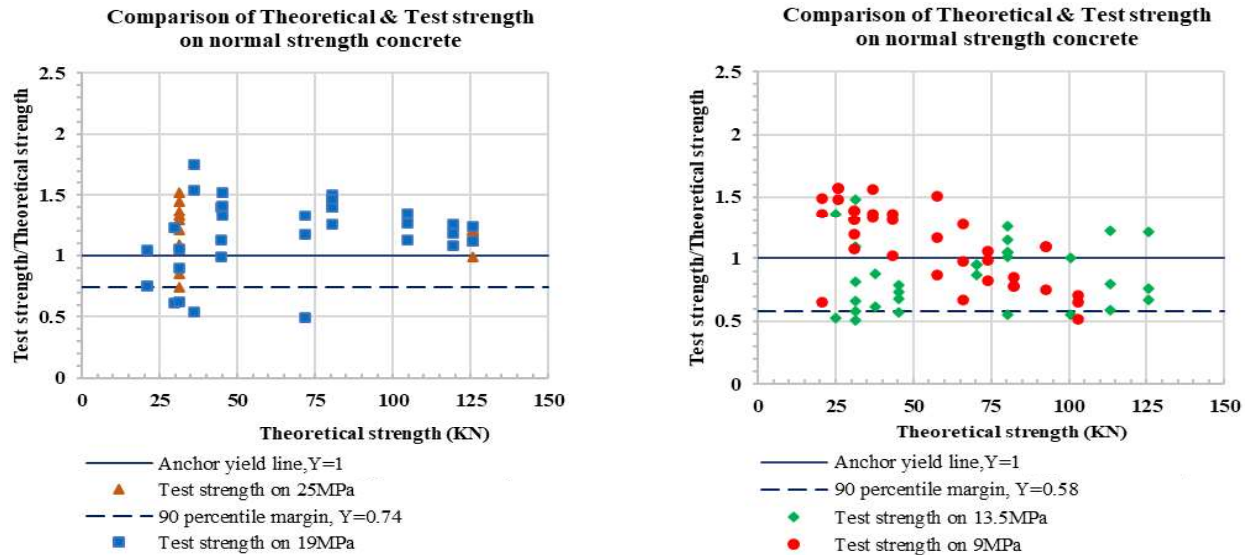 Comparison of Theoretical & Test strength
on normal strength concrete
Test strength/Theoretical strength
2.5
2
1.5
1
0.5
0
0 25 50 75 100 125 150
Theoretical strength (KN)
Anchor yield line,Y=1
Test strength on 25MPa
90 percentile margin, Y=0.74
Test strength on 19MPa
Comparison of Theoretical & Test strength
on normal strength concrete
Test strength/Theoretical strength
2.5
2
1.5
1
0.5
0
0 25 50 75 100 125 150
Theoretical strength (KN)
Anchor yield line,Y=1
90 percentile margin, Y=0.58
Test strength on 13.5MPa
Test strength on 9MPa